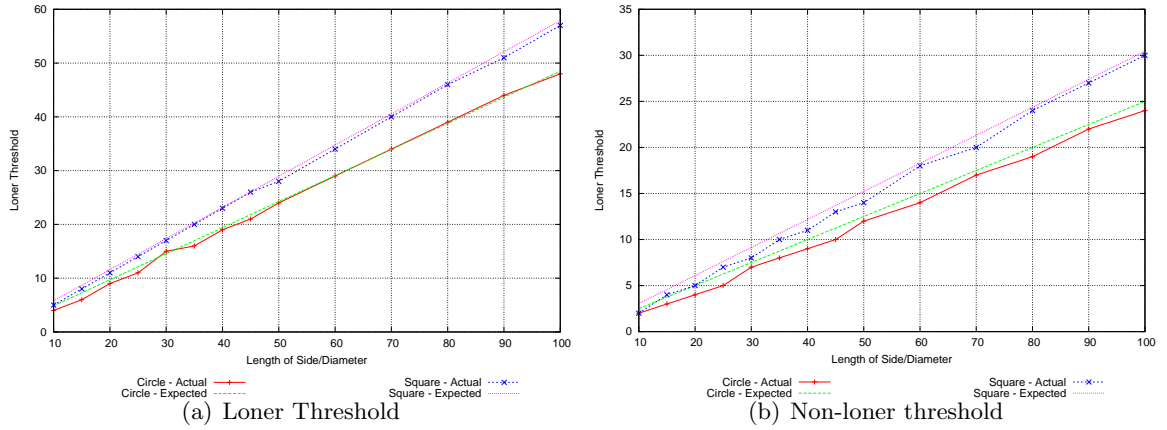 60
50
40
30
20
10
0
Loner Threshold
10 20 30 40 50 60 70 80 90 100
Length of Side/Diameter
Circle - Actual
Circle - Expected
Square - Actual
Square - Expected
(a) Loner Threshold
35
30
25
20
15
10
5
0
Loner Threshold
10 20 30 40 50 60 70 80 90 100
Length of Side/Diameter
Circle - Actual
Circle - Expected
Square - Actual
Square - Expected
(b) Non-loner threshold